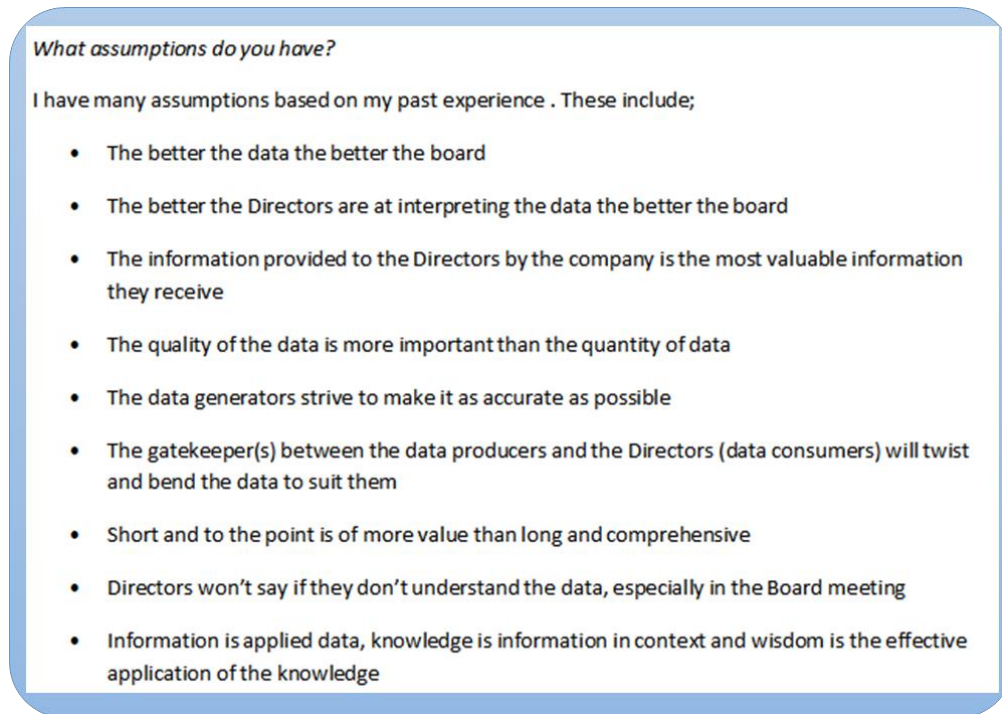 What assumptions do you have?
I have many assumptions based on my past experience . These include;
• The better the data the better the board
• The better the Directors are at interpreting the data the better the board
• The information provided to the Directors by the company is the most valuable information
they receive
• The quality of the data is more important than the quantity of data
• The data generators strive to make it as accurate as possible
• The gatekeeper(s) between the data producers and the Directors (data consumers) will twist
and bend the data to suit them
• Short and to the point is of more value than long and comprehensive
• Directors won't say if they don't understand the data, especially in the Board meeting
• Information is applied data, knowledge is information in context and wisdom is the effective
application of the knowledge